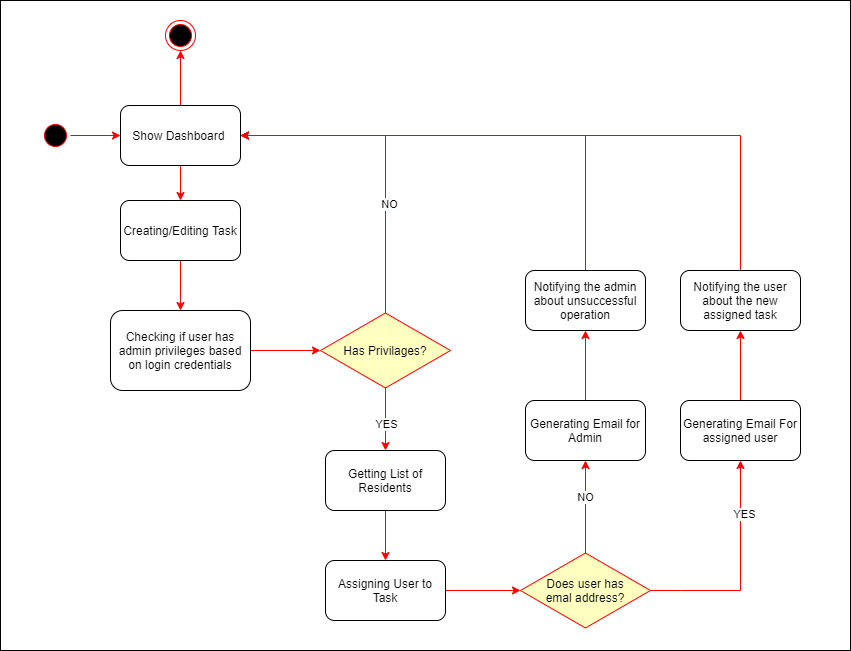 Show Dashboard
Creating/Editing Task
Checking if user has
admin privileges based
on login credentials
Has Privilages?
NO
YES
Getting List of
Residents
Assigning User to
Task
Does user has
emal address?
NO
Generating Email for
Admin
Notifying the admin
about unsuccessful
operation
YES
Generating Email For
assigned user
Notifying the user
about the new
assigned task